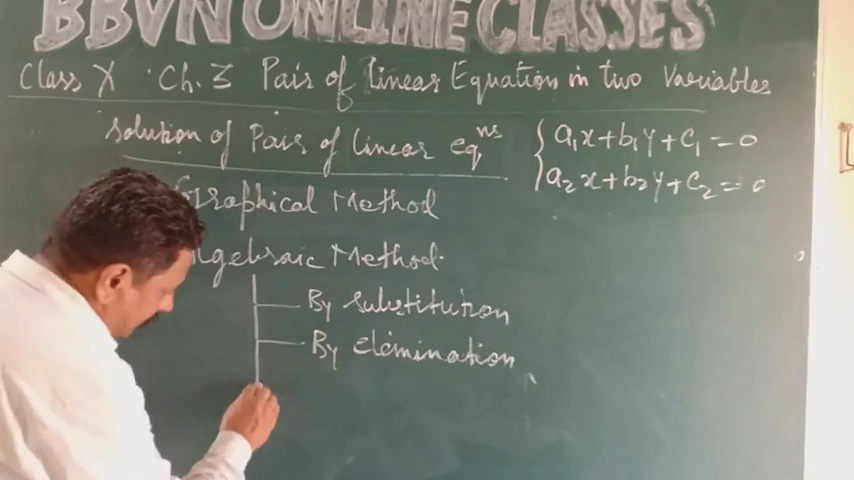 BBVN ONLINE CLASSES
Class X Ch. 3 Pair of linear Equation in two Variables
Solution of Pair of linear eqⁿˢ
a₁x+b₁y+c₁=0
a₂x+b₂y+c₂=0
Graphical Method
Algebraic Method
By substitution
By elimination